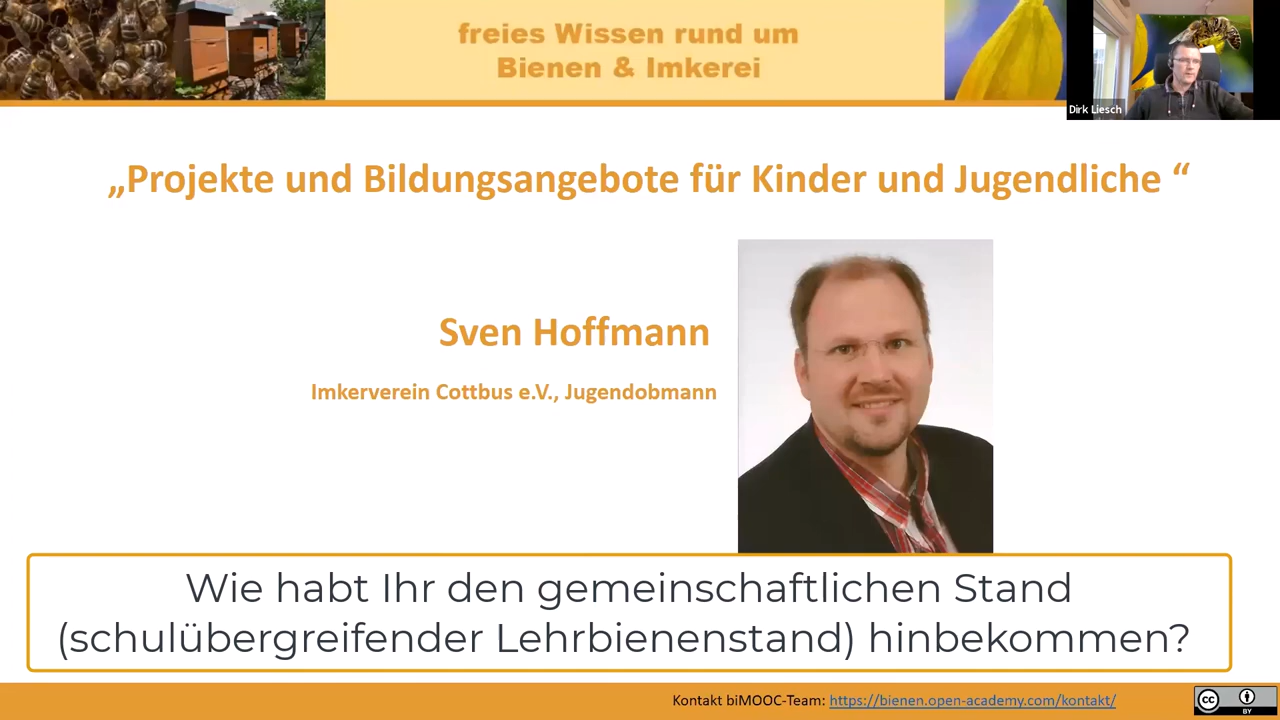 freies Wissen rund um
Bienen & Imkerei
Dirk Liesch
„Projekte und Bildungsangebote für Kinder und Jugendliche “
Sven Hoffmann
Imkerverein Cottbus e.V., Jugendobmann
Wie habt Ihr den gemeinschaftlichen Stand
(schulübergreifender Lehrbienenstand) hinbekommen?
Kontakt biMOOC-Team: https://bienen.open-academy.com/kontakt/
cc
BY